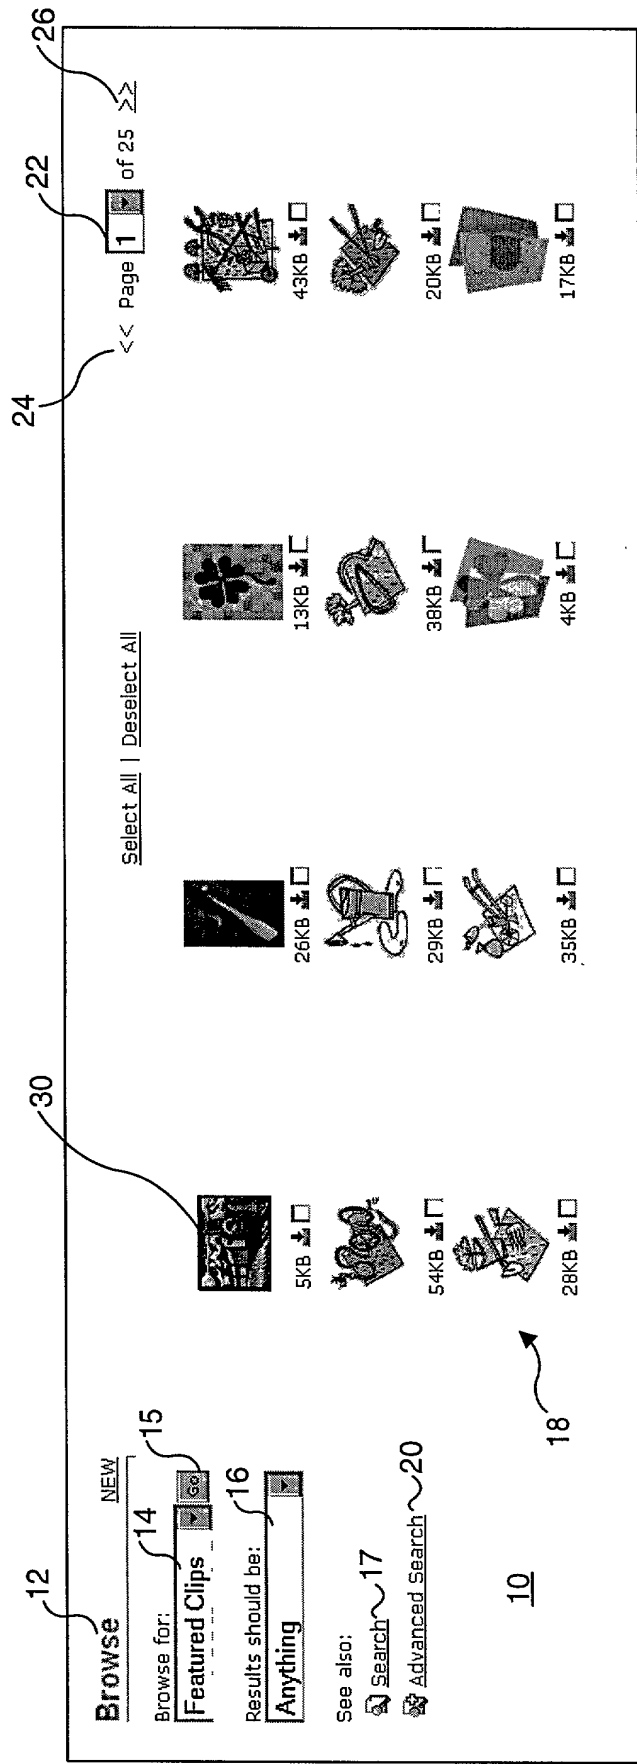 12
Browse
NEW
Browse for:
14
15
Featured Clips
Go
Results should be:
16
Anything
See also:
Search
17
Advanced Search
20
10
18
30
Select All | Deselect All
24
22
26
<< Page 1 of 25 >>
5KB
26KB
13KB
43KB
54KB
29KB
38KB
20KB
28KB
35KB
4KB
17KB